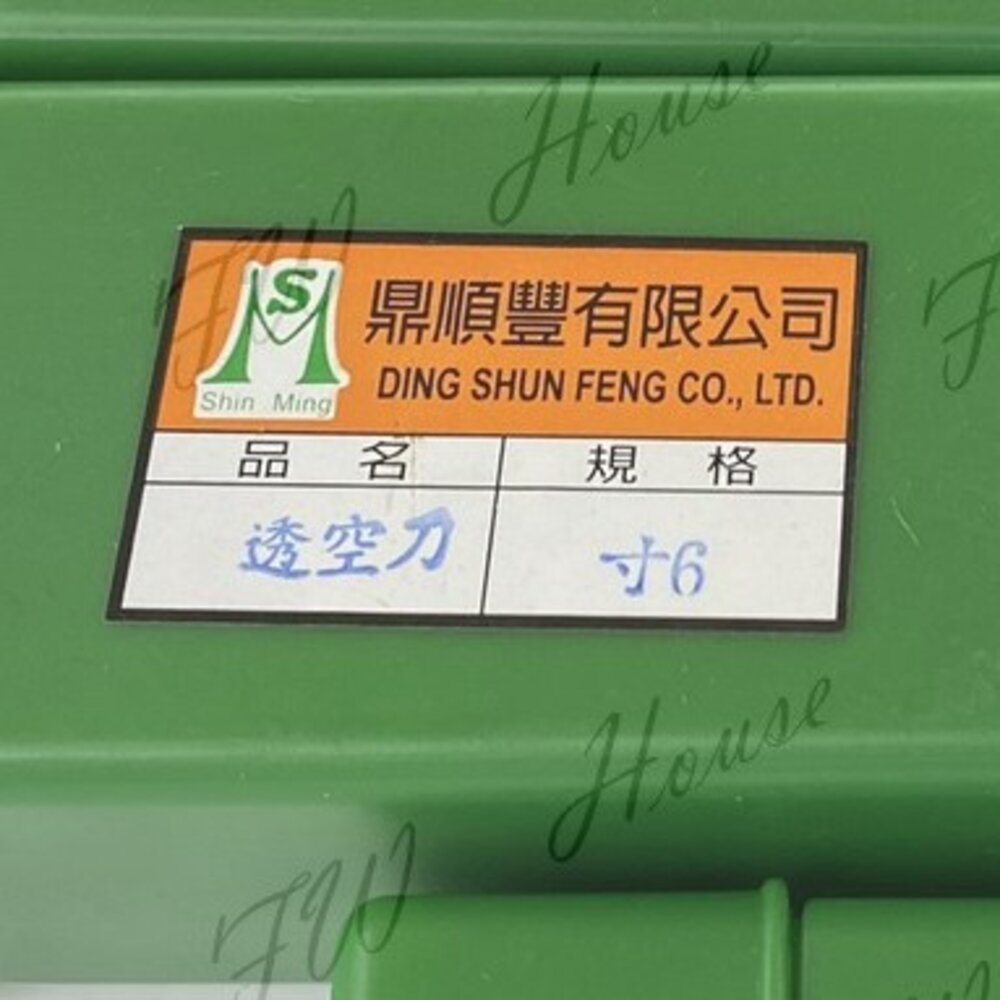 House
FW
S
M
Shin Ming
鼎順豐有限公司
DING SHUN FENG CO., LTD.
品名 規格
透空刀 寸6
House
FW